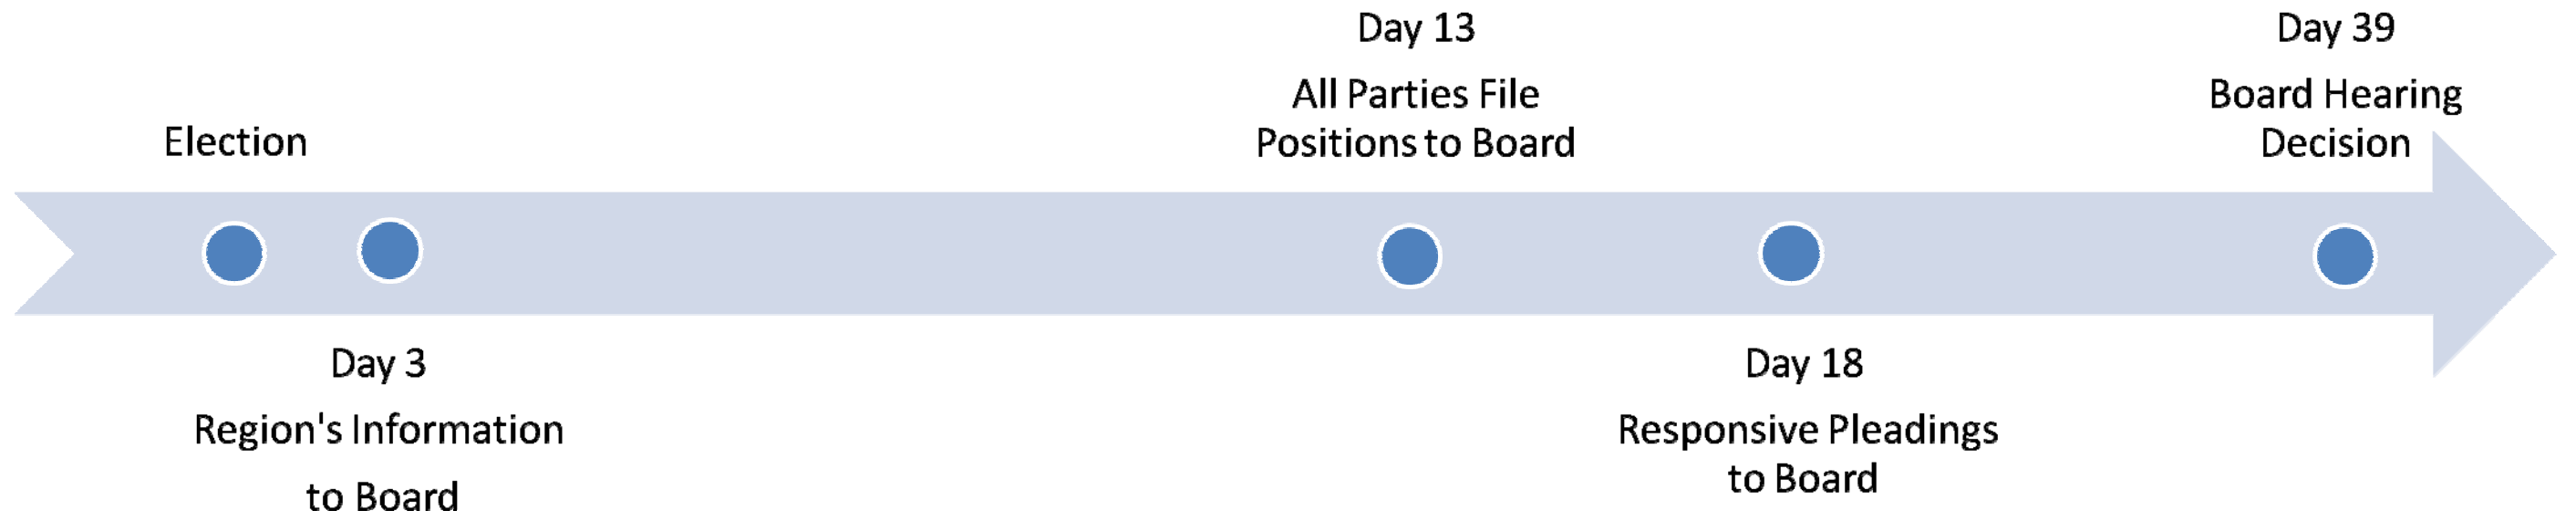 Election
Day 3
Region's Information
to Board
Day 13
All Parties File
Positions to Board
Day 18
Responsive Pleadings
to Board
Day 39
Board Hearing
Decision